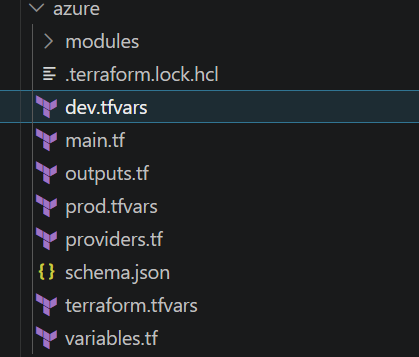 azure
modules
.terraform.lock.hcl
dev.tfvars
main.tf
outputs.tf
prod.tfvars
providers.tf
{} schema.json
terraform.tfvars
variables.tf